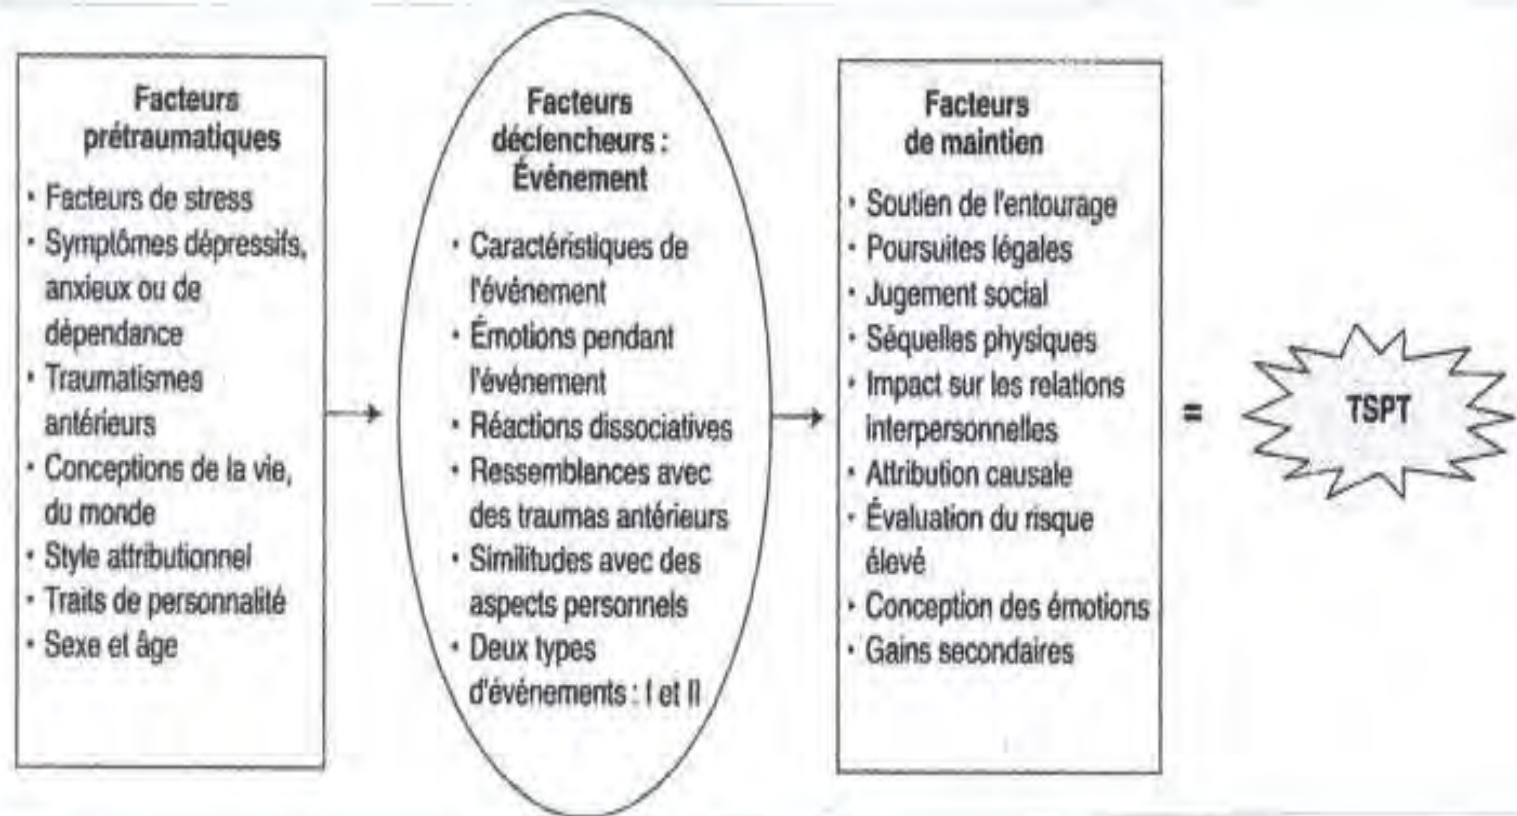 Facteurs
prétraumatiques
· Facteurs de stress
· Symptômes dépressifs,
anxieux ou de
dépendance
· Traumatismes
antérieurs
· Conceptions de la vie,
du monde
· Style attributionnel
· Traits de personnalité
· Sexe et âge
Facteurs
déclencheurs :
Événement
· Caractéristiques de
l'événement
· Émotions pendant
l'événement
· Réactions dissociatives
· Ressemblances avec
des traumas antérieurs
· Similitudes avec des
aspects personnels
· Deux types
d'événements : I et II
Facteurs
de maintien
· Soutien de l'entourage
· Poursuites légales
· Jugement social
· Séquelles physiques
· Impact sur les relations
interpersonnelles
· Attribution causale
· Évaluation du risque
élevé
· Conception des émotions
· Gains secondaires
=
TSPT